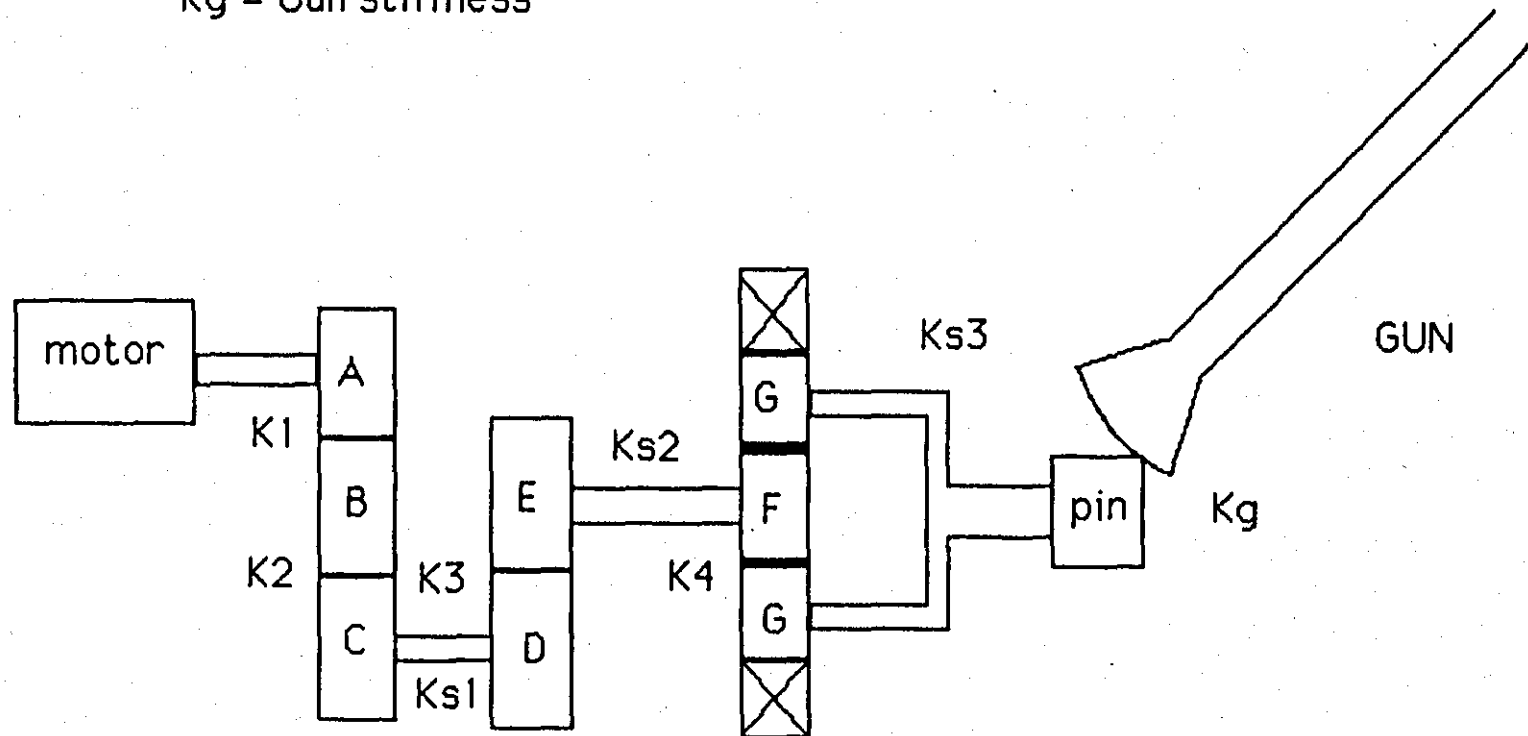 Kg = Gun stiffness
Ks3
GUN
motor
A
G
K1
Ks2
B
E
F
pin
Kg
K2
K3
K4
C
D
G
Ks1